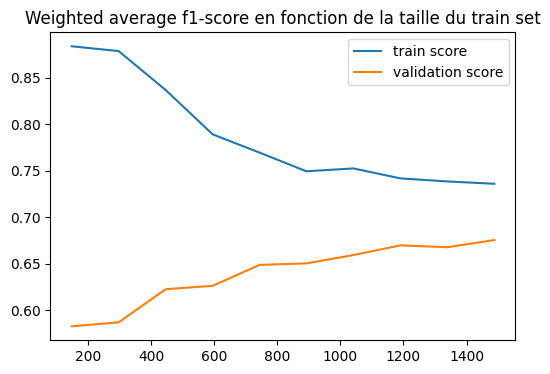 Weighted average f1-score en fonction de la taille du train set
train score
validation score
0.85
0.80
0.75
0.70
0.65
0.60
200 400 600 800 1000 1200 1400